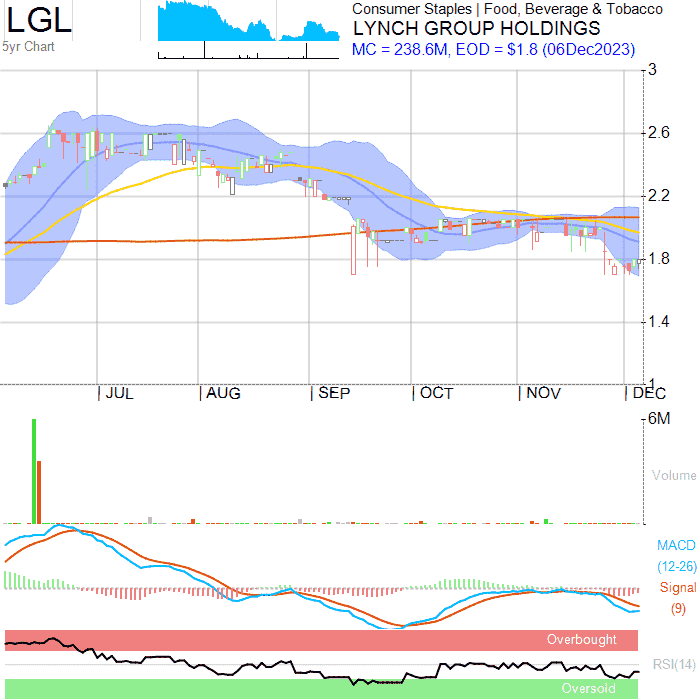 LGL
5yr Chart
Consumer Staples | Food, Beverage & Tobacco
LYNCH GROUP HOLDINGS
MC = 238.6M, EOD = $1.8 (06Dec2023)
3
2.6
2.2
1.8
1.4
1
JUL
AUG
SEP
OCT
NOV
DEC
6M
Volume
MACD
(12-26)
Signal
(9)
Overbought
RSI(14)
Oversoid